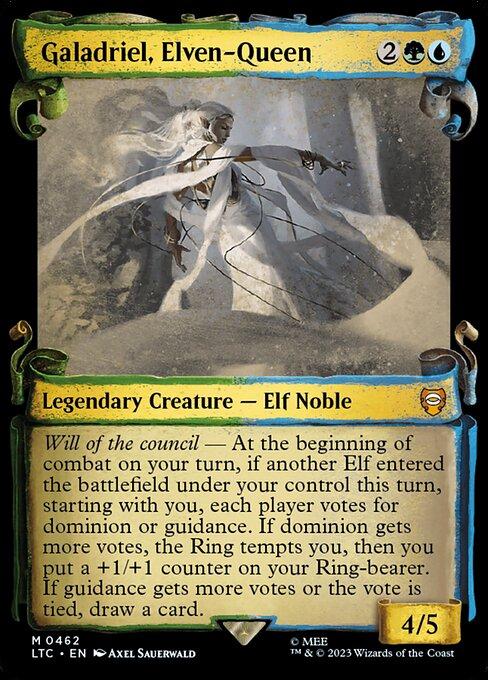 Galadriel, Elven-Queen 2
Legendary Creature — Elf Noble
Will of the council — At the beginning of
combat on your turn, if another Elf entered
the battlefield under your control this turn,
starting with you, each player votes for
dominion or guidance. If dominion gets
more votes, the Ring tempts you, then you
put a +1/+1 counter on your Ring-bearer.
If guidance gets more votes or the vote is
tied, draw a card.
4/5
M 0462
LTC • EN Axel Sauerwald
© MEE
™ & © 2023 Wizards of the Coast